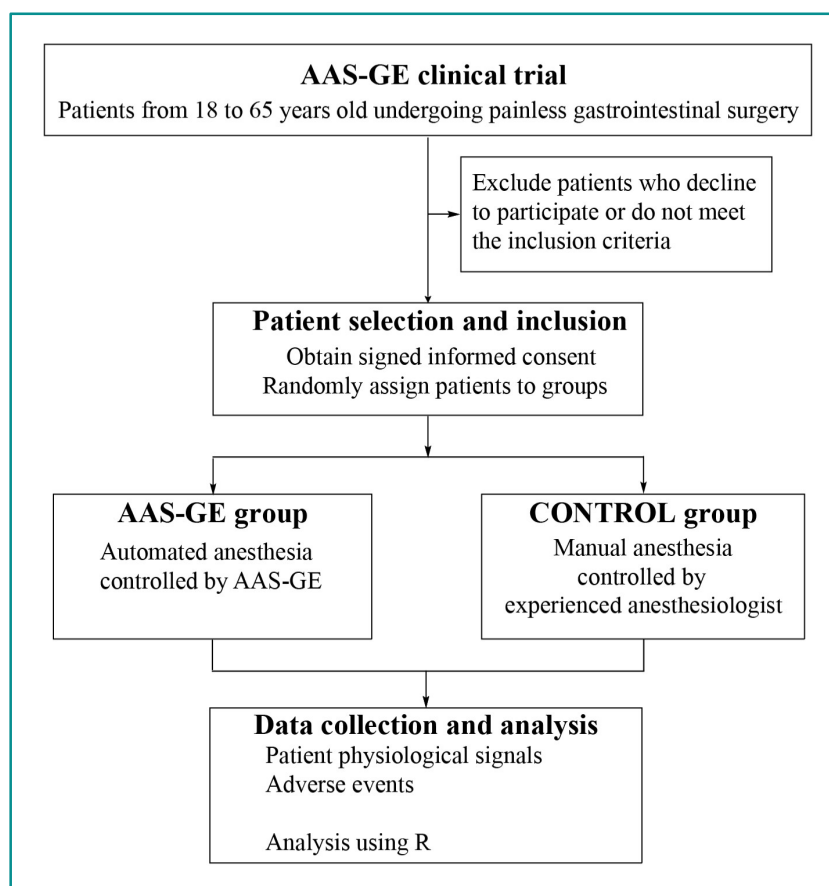 AAS-GE clinical trial
Patients from 18 to 65 years old undergoing painless gastrointestinal surgery
Exclude patients who decline
to participate or do not meet
the inclusion criteria
Patient selection and inclusion
Obtain signed informed consent
Randomly assign patients to groups
AAS-GE group
Automated anesthesia
controlled by AAS-GE
CONTROL group
Manual anesthesia
controlled by
experienced anesthesiologist
Data collection and analysis
Patient physiological signals
Adverse events
Analysis using R